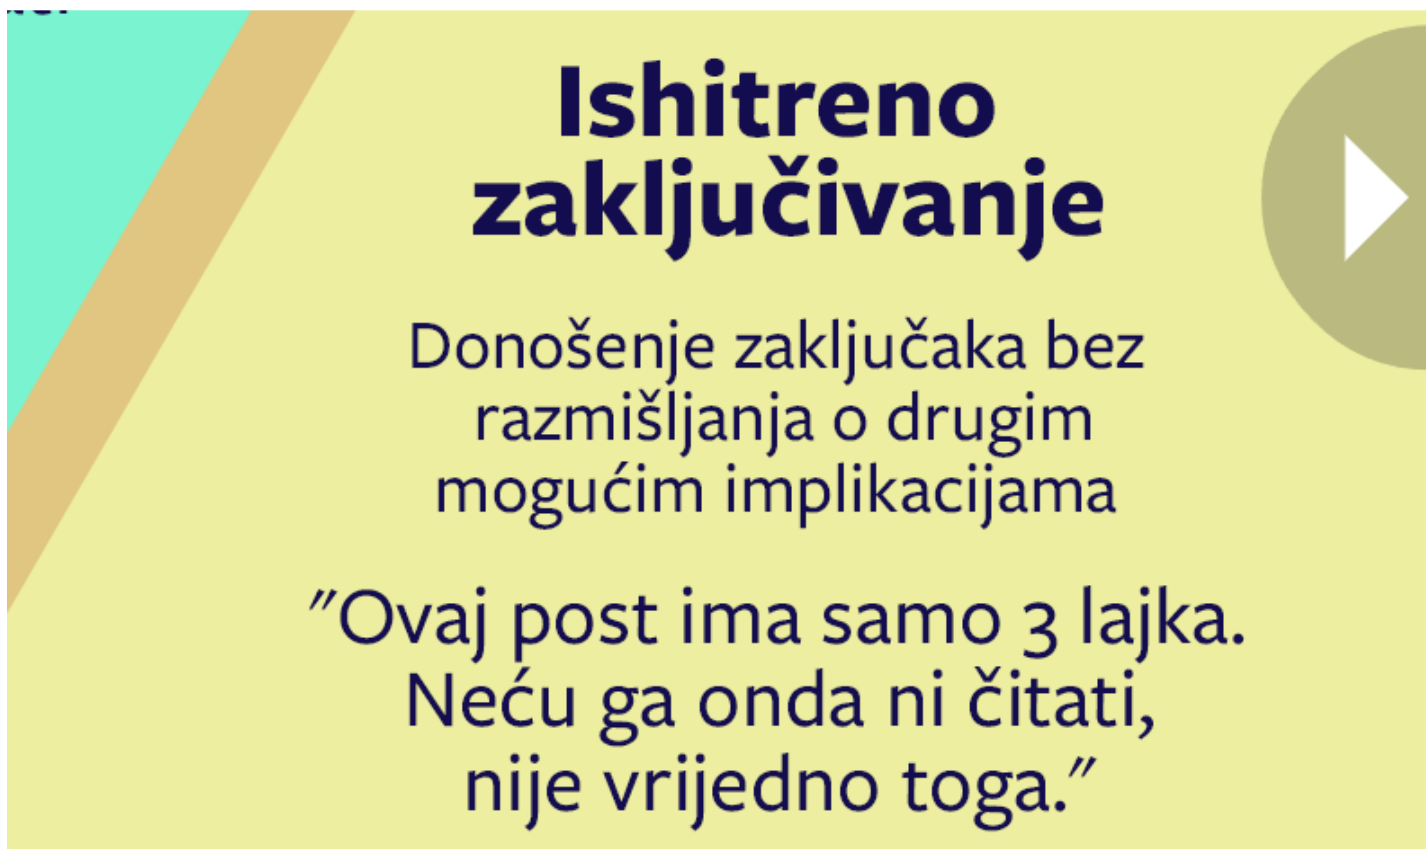 Ishitreno
zaključivanje
Donošenje zaključaka bez
razmišljanja o drugim
mogućim implikacijama
"Ovaj post ima samo 3 lajka.
Neću ga onda ni čitati,
nije vrijedno toga."